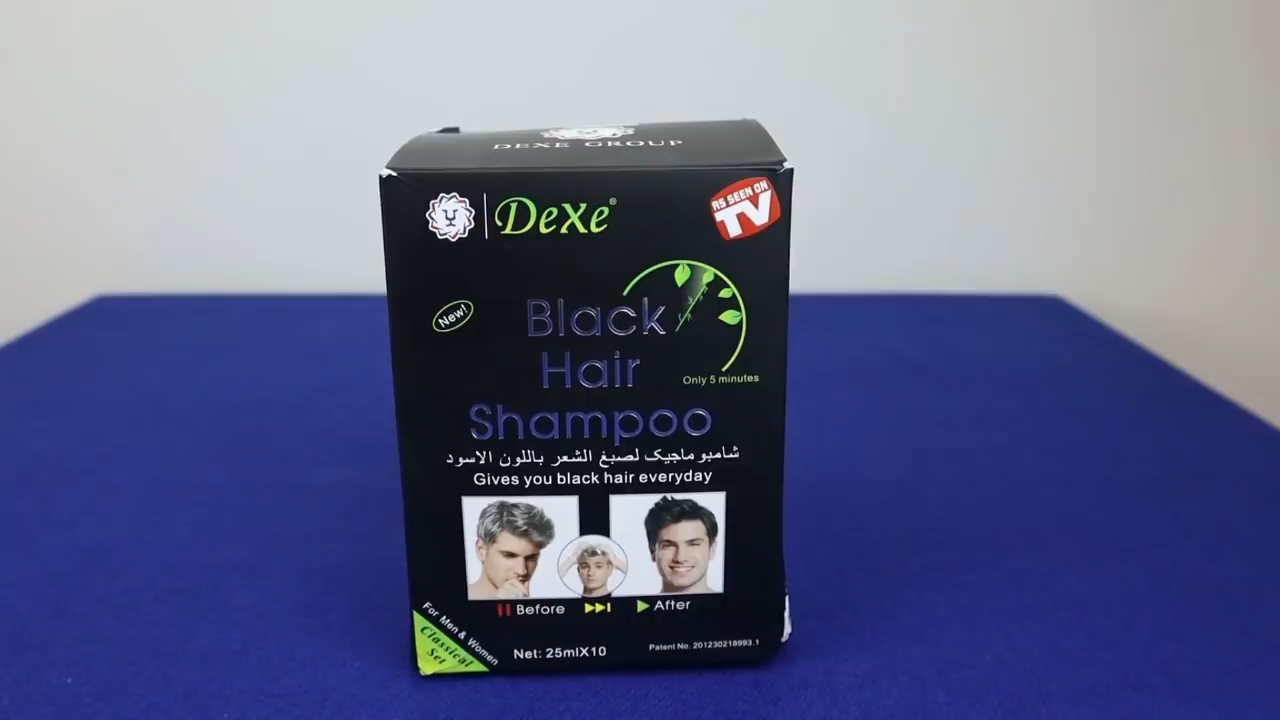 DEXE GROUP
DeXe®
AS SEEN ON
TV
New!
Black
Hair
Shampoo
Only 5 minutes
شامبو ماجيک لصبغ الشعر باللون الاسود
Gives you black hair everyday
Before
After
For Men & Women
Classical
Set
Net: 25mlX10
Patent No. 201230218993.1